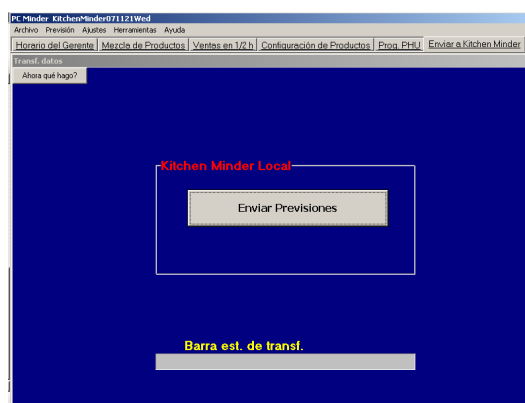 PC Minder KitchenMinder071121Wed
Archivo Previsión Ajustes Herramientas Ayuda
Horario del Gerente Mezcla de Productos Ventas en 1/2 h Configuración de Productos Prog. PHU Enviar a Kitchen Minder
Transf. datos
Ahora qué hago?
Kitchen Minder Local
Enviar Previsiones
Barra est. de transf.